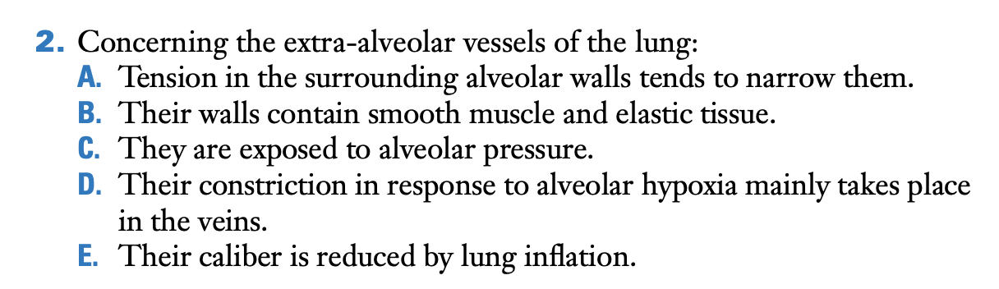 2. Concerning the extra-alveolar vessels of the lung:
A. Tension in the surrounding alveolar walls tends to narrow them.
B. Their walls contain smooth muscle and elastic tissue.
C. They are exposed to alveolar pressure.
D. Their constriction in response to alveolar hypoxia mainly takes place
in the veins.
E. Their caliber is reduced by lung inflation.